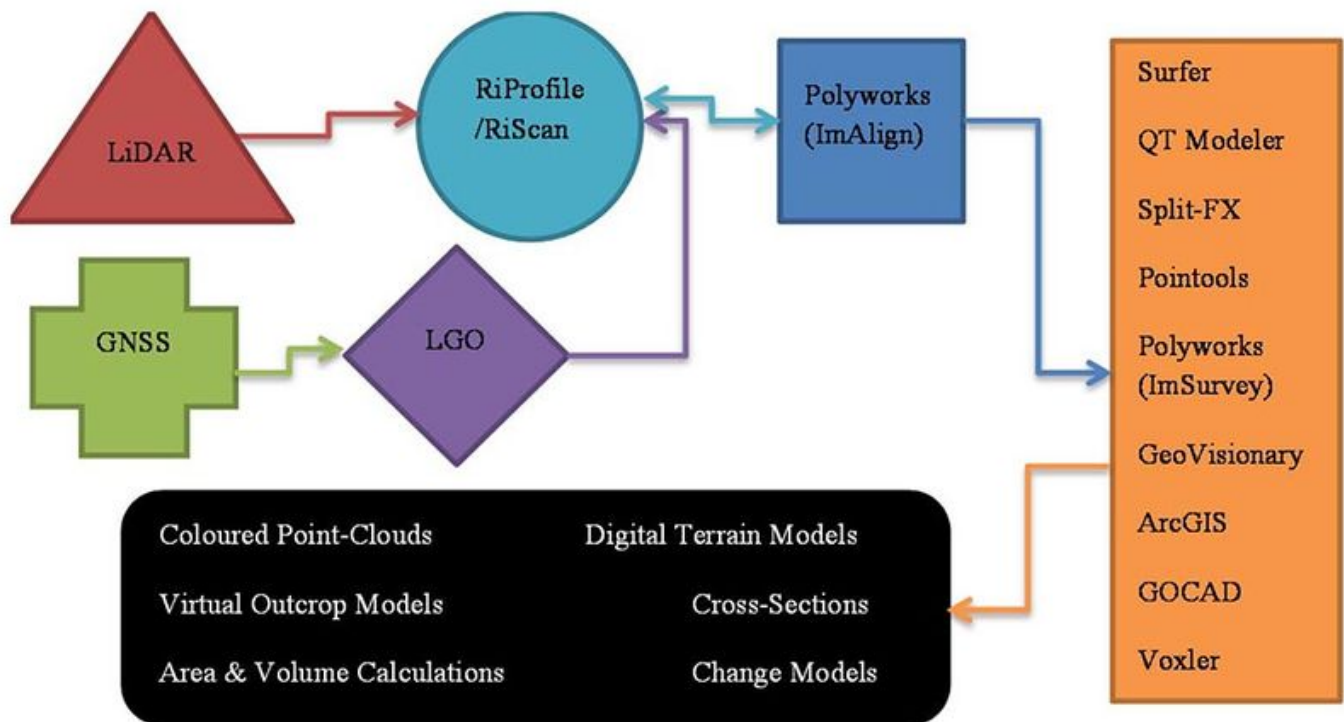 LiDAR
RiProfile
/RiScan
Polyworks
(ImAlign)
GNSS
LGO
Surfer
QT Modeler
Split-FX
Pointools
Polyworks
(ImSurvey)
GeoVisionary
ArcGIS
GOCAD
Voxler
Coloured Point-Clouds
Digital Terrain Models
Virtual Outcrop Models
Cross-Sections
Area & Volume Calculations
Change Models